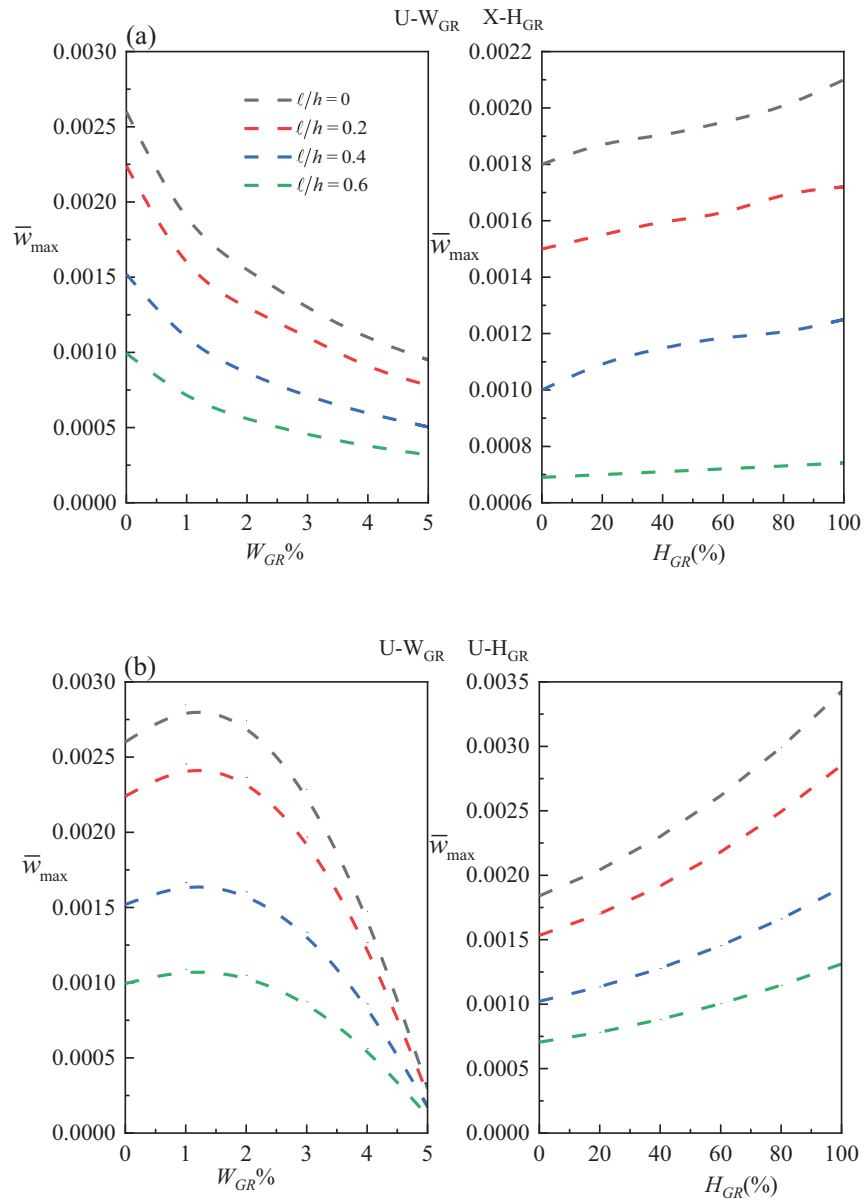 U-W_GR X-H_GR
(a)
0.0030
0.0025
0.0020
0.0015
0.0010
0.0005
0.0000
w̅_max
ℓ/h = 0
ℓ/h = 0.2
ℓ/h = 0.4
ℓ/h = 0.6
0 1 2 3 4 5
W_GR%
0.0022
0.0020
0.0018
0.0016
0.0014
0.0012
0.0010
0.0008
0.0006
w̅_max
0 20 40 60 80 100
H_GR(%)
U-W_GR U-H_GR
(b)
0.0030
0.0025
0.0020
0.0015
0.0010
0.0005
0.0000
w̅_max
0 1 2 3 4 5
W_GR%
0.0035
0.0030
0.0025
0.0020
0.0015
0.0010
0.0005
0.0000
w̅_max
0 20 40 60 80 100
H_GR(%)